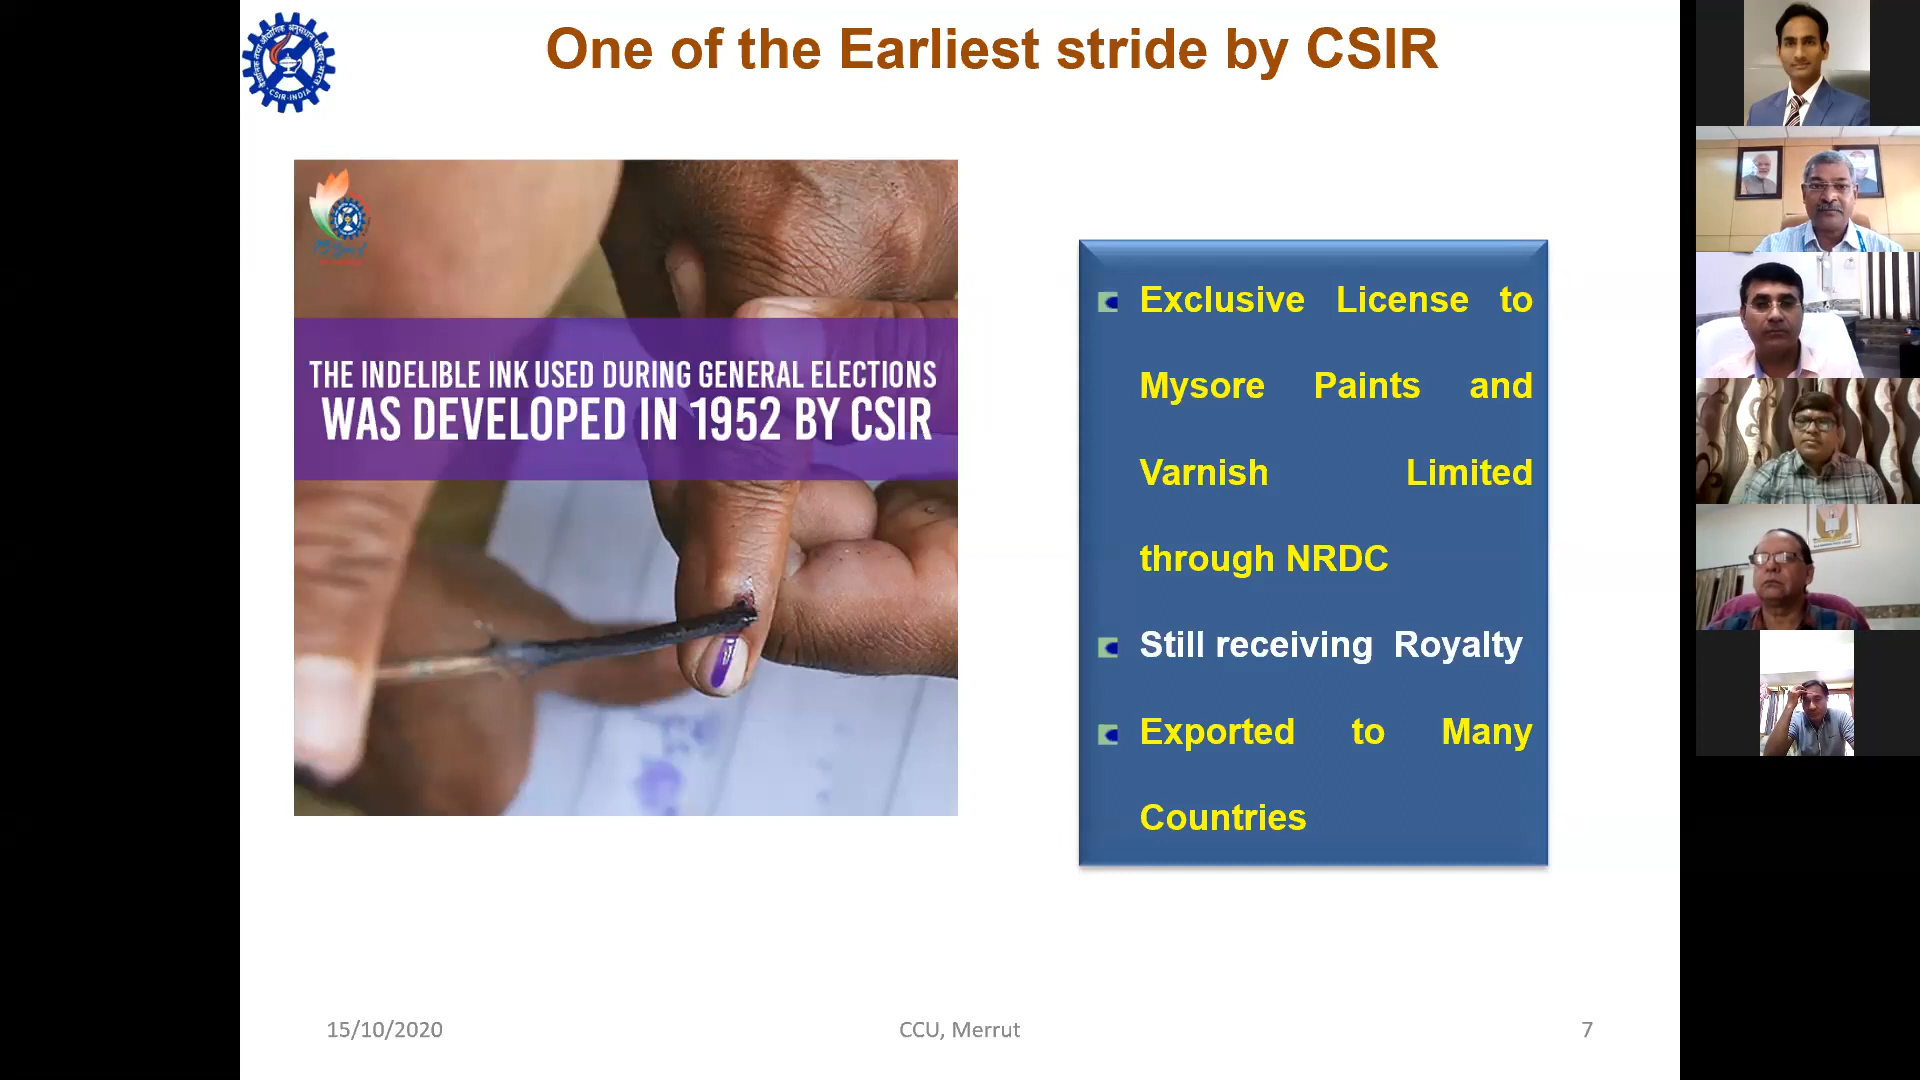 One of the Earliest stride by CSIR
CSIR-INDIA
THE INDELIBLE INK USED DURING GENERAL ELECTIONS
WAS DEVELOPED IN 1952 BY CSIR
Exclusive License to
Mysore Paints and
Varnish Limited
through NRDC
Still receiving Royalty
Exported to Many
Countries
15/10/2020
CCU, Merrut
7